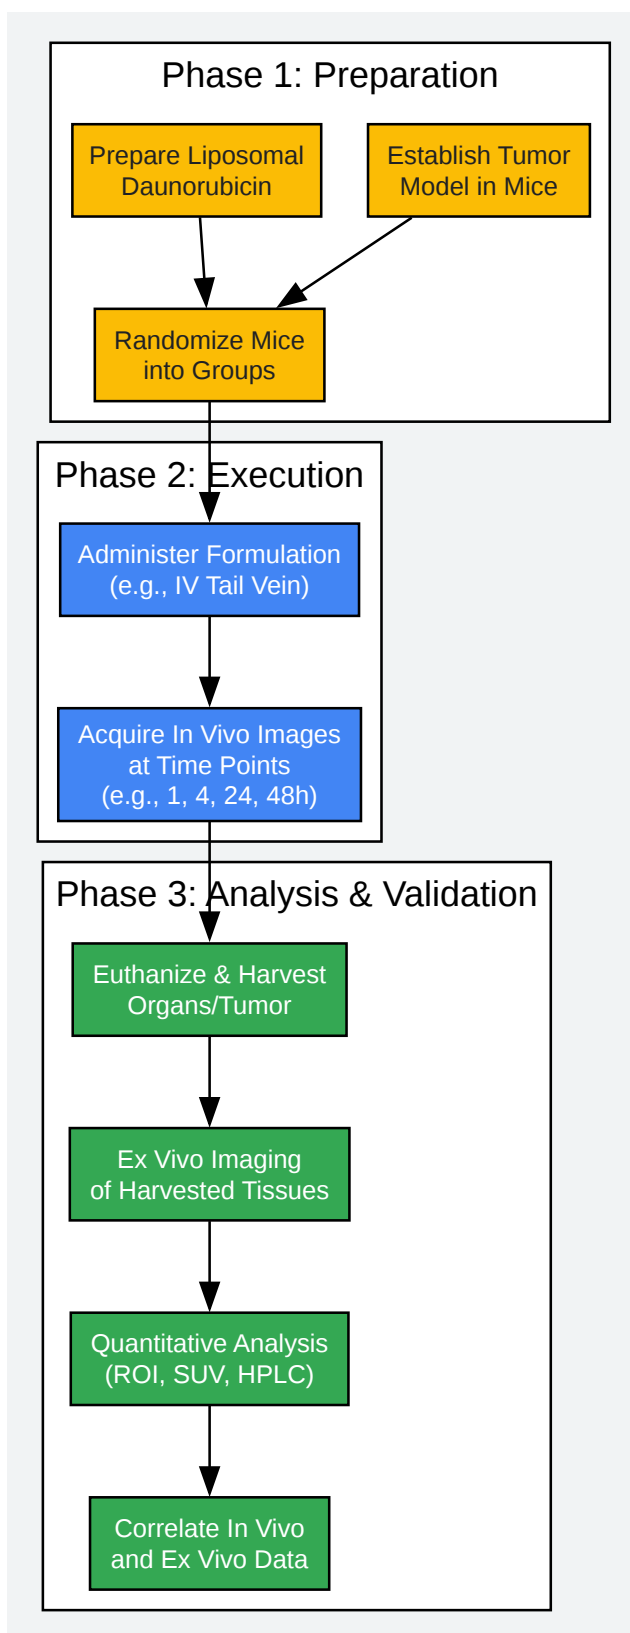 Phase 1: Preparation
Prepare Liposomal
Daunorubicin
Establish Tumor
Model in Mice
Randomize Mice
into Groups
Phase 2: Execution
Administer Formulation
(e.g., IV Tail Vein)
Acquire In Vivo Images
at Time Points
(e.g., 1, 4, 24, 48h)
Phase 3: Analysis & Validation
Euthanize & Harvest
Organs/Tumor
Ex Vivo Imaging
of Harvested Tissues
Quantitative Analysis
(ROI, SUV, HPLC)
Correlate In Vivo
and Ex Vivo Data